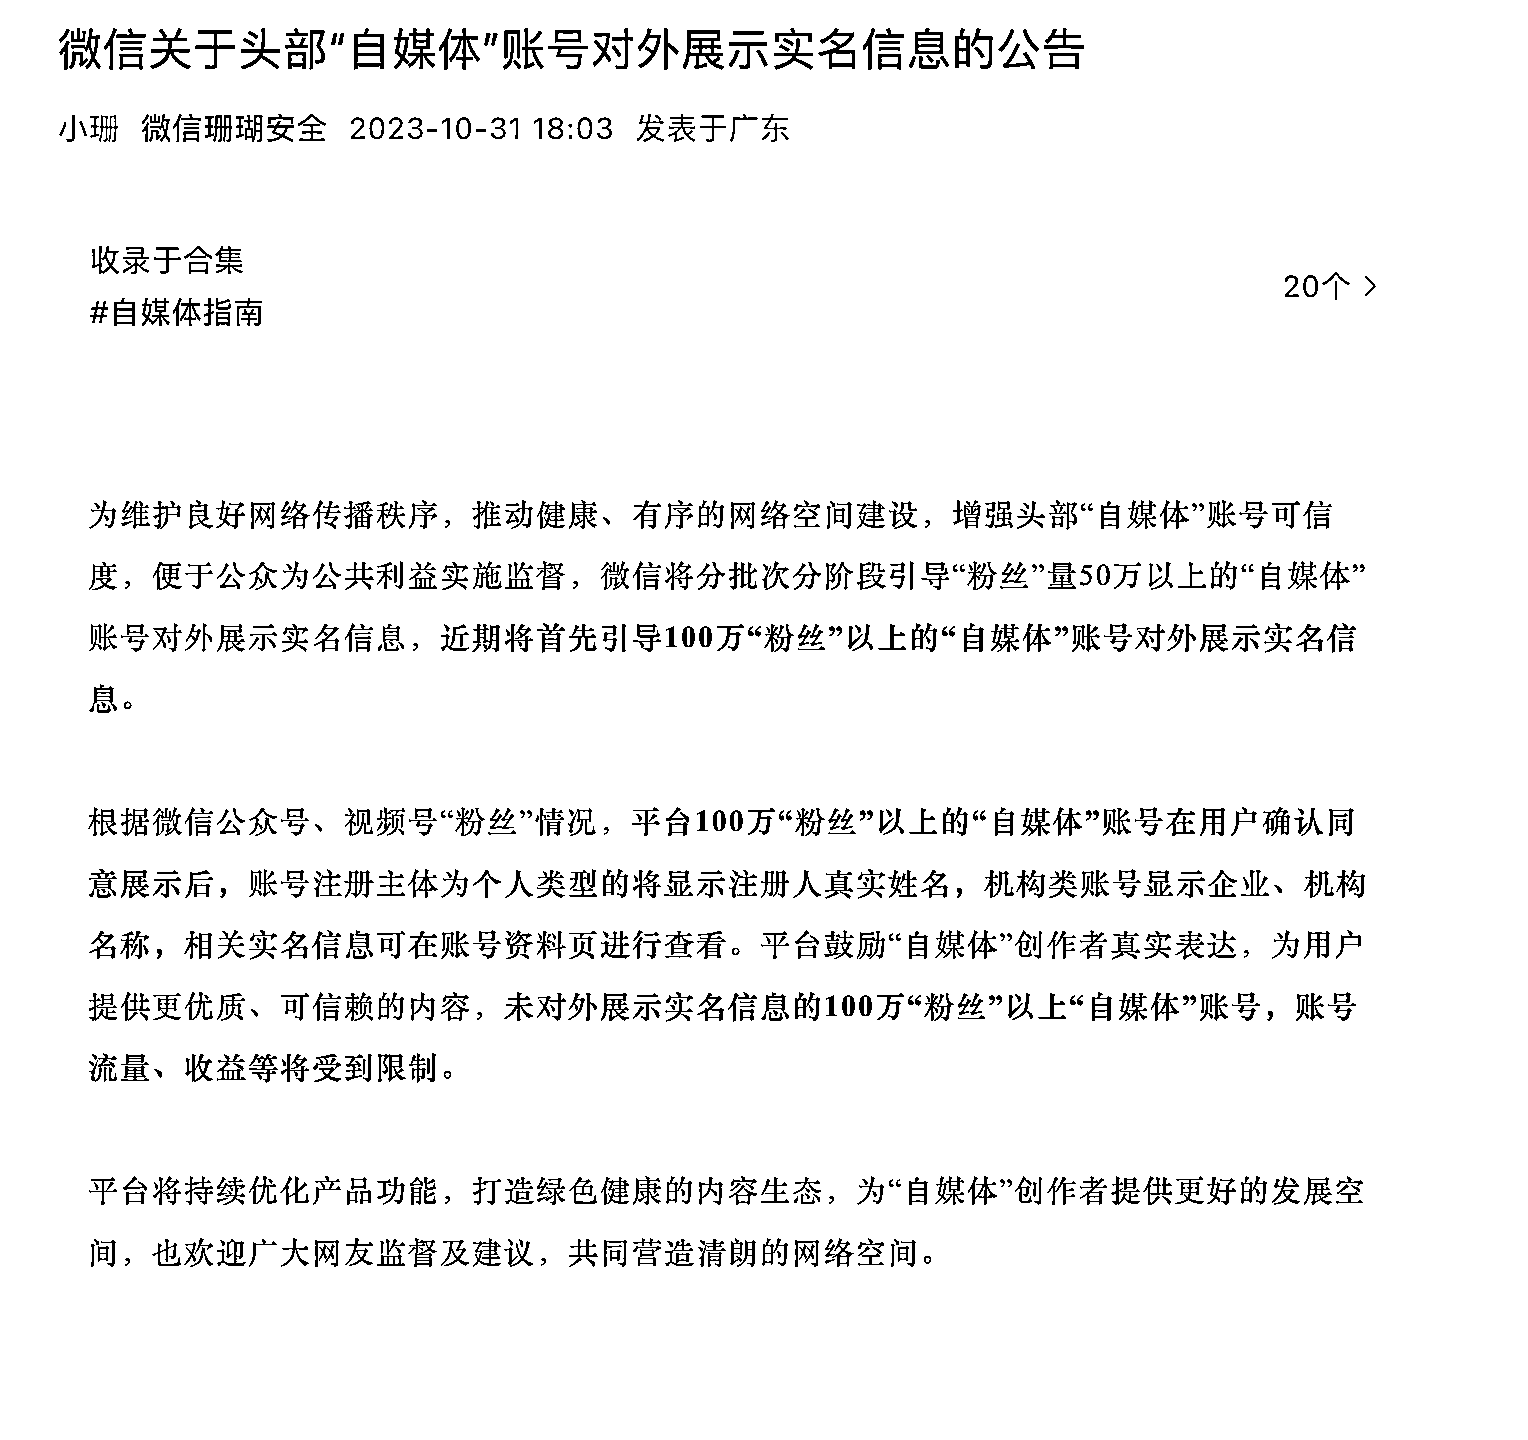 微信关于头部“自媒体”账号对外展示实名信息的公告
小珊 微信珊瑚安全 2023-10-31 18:03 发表于广东
收录于合集
#自媒体指南
20个 >
为维护良好网络传播秩序，推动健康、有序的网络空间建设，增强头部“自媒体”账号可信
度，便于公众为公共利益实施监督，微信将分批次分阶段引导“粉丝”量50万以上的“自媒体”
账号对外展示实名信息，近期将首先引导100万“粉丝”以上的“自媒体”账号对外展示实名信
息。
根据微信公众号、视频号“粉丝”情况，平台100万“粉丝”以上的“自媒体”账号在用户确认同
意展示后，账号注册主体为个人类型的将显示注册人真实姓名，机构类账号显示企业、机构
名称，相关实名信息可在账号资料页进行查看。平台鼓励“自媒体”创作者真实表达，为用户
提供更优质、可信赖的内容，未对外展示实名信息的100万“粉丝”以上“自媒体”账号，账号
流量、收益等将受到限制。
平台将持续优化产品功能，打造绿色健康的内容生态，为“自媒体”创作者提供更好的发展空
间，也欢迎广大网友监督及建议，共同营造清朗的网络空间。